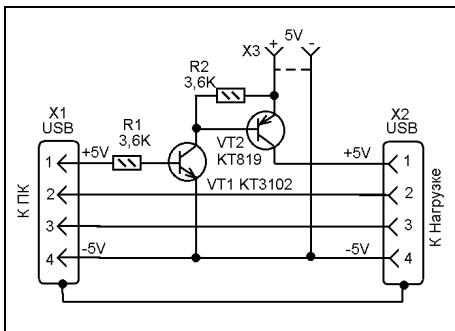 5V
X3 + -
R2
3,6K
X1
USB
R1
3,6K
X2
USB
VT2
KT819
VT1 KT3102
+5V
+5V
1
2
3
4
1
2
3
4
-5V
-5V
К ПК
К Нагрузке